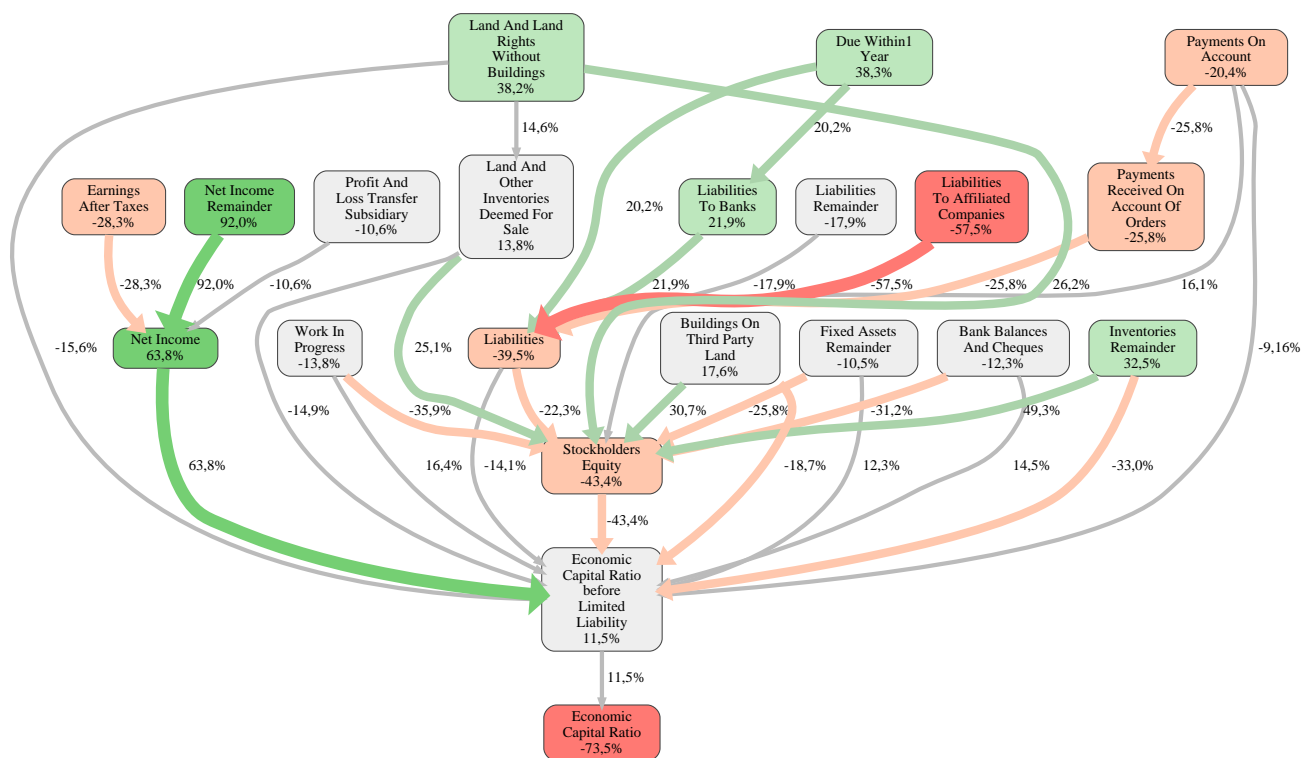 Land And Land
Rights
Without
Buildings
38,2%
Due Within1
Year
38,3%
Payments On
Account
-20,4%
14,6%
20,2%
-25,8%
Earnings
After Taxes
-28,3%
Net Income
Remainder
92,0%
Profit And
Loss Transfer
Subsidiary
-10,6%
Land And
Other
Inventories
Deemed For
Sale
13,8%
Liabilities
To Banks
21,9%
Liabilities
Remainder
-17,9%
Liabilities
To Affiliated
Companies
-57,5%
Payments
Received On
Account Of
Orders
-25,8%
20,2%
-28,3%
92,0%
-10,6%
21,9%
-17,9%
-57,5%
-25,8%
26,2%
16,1%
Net Income
63,8%
Work In
Progress
-13,8%
Liabilities
-39,5%
Buildings On
Third Party
Land
17,6%
Fixed Assets
Remainder
-10,5%
Bank Balances
And Cheques
-12,3%
Inventories
Remainder
32,5%
-15,6%
25,1%
-9,16%
-14,9%
-35,9%
-22,3%
30,7%
-25,8%
-31,2%
49,3%
63,8%
16,4%
-14,1%
Stockholders
Equity
-43,4%
-18,7%
12,3%
14,5%
-33,0%
-43,4%
Economic
Capital Ratio
before
Limited
Liability
11,5%
11,5%
Economic
Capital Ratio
-73,5%